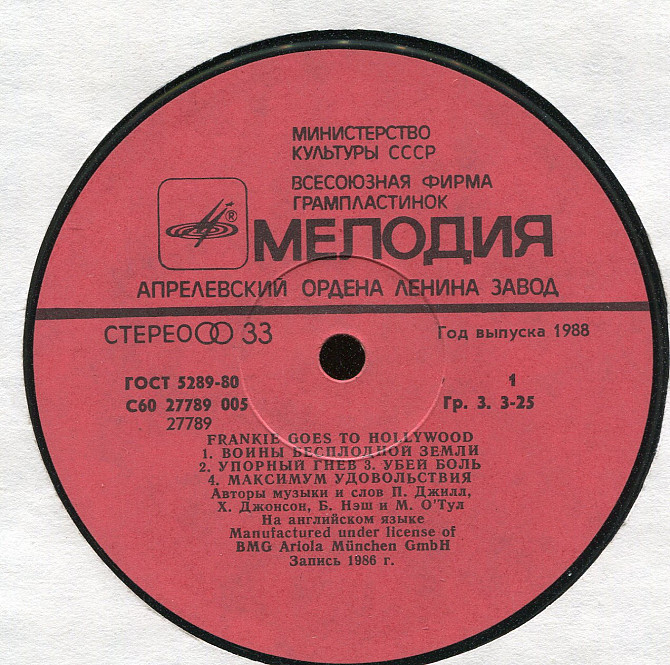 МИНИСТЕРСТВО
КУЛЬТУРЫ СССР
ВСЕСОЮЗНАЯ ФИРМА
ГРАМПЛАСТИНОК
®
МЕЛОДИЯ
АПРЕЛЕВСКИЙ ОРДЕНА ЛЕНИНА ЗАВОД
СТЕРЕО 33
Год выпуска 1988
ГОСТ 5289-80
1
С60 27789 005
Гр. 3. 3-25
27789
FRANKIE GOES TO HOLLYWOOD
1. ВОИНЫ БЕСПЛОДНОЙ ЗЕМЛИ
2. УПОРНЫЙ ГНЕВ 3. УБЕЙ БОЛЬ
4. МАКСИМУМ УДОВОЛЬСТВИЯ
Авторы музыки и слов П. Джилл,
Х. Джонсон, Б. Нэш и М. О'Тул
На английском языке
Manufactured under license of
BMG Ariola München GmbH
Запись 1986 г.